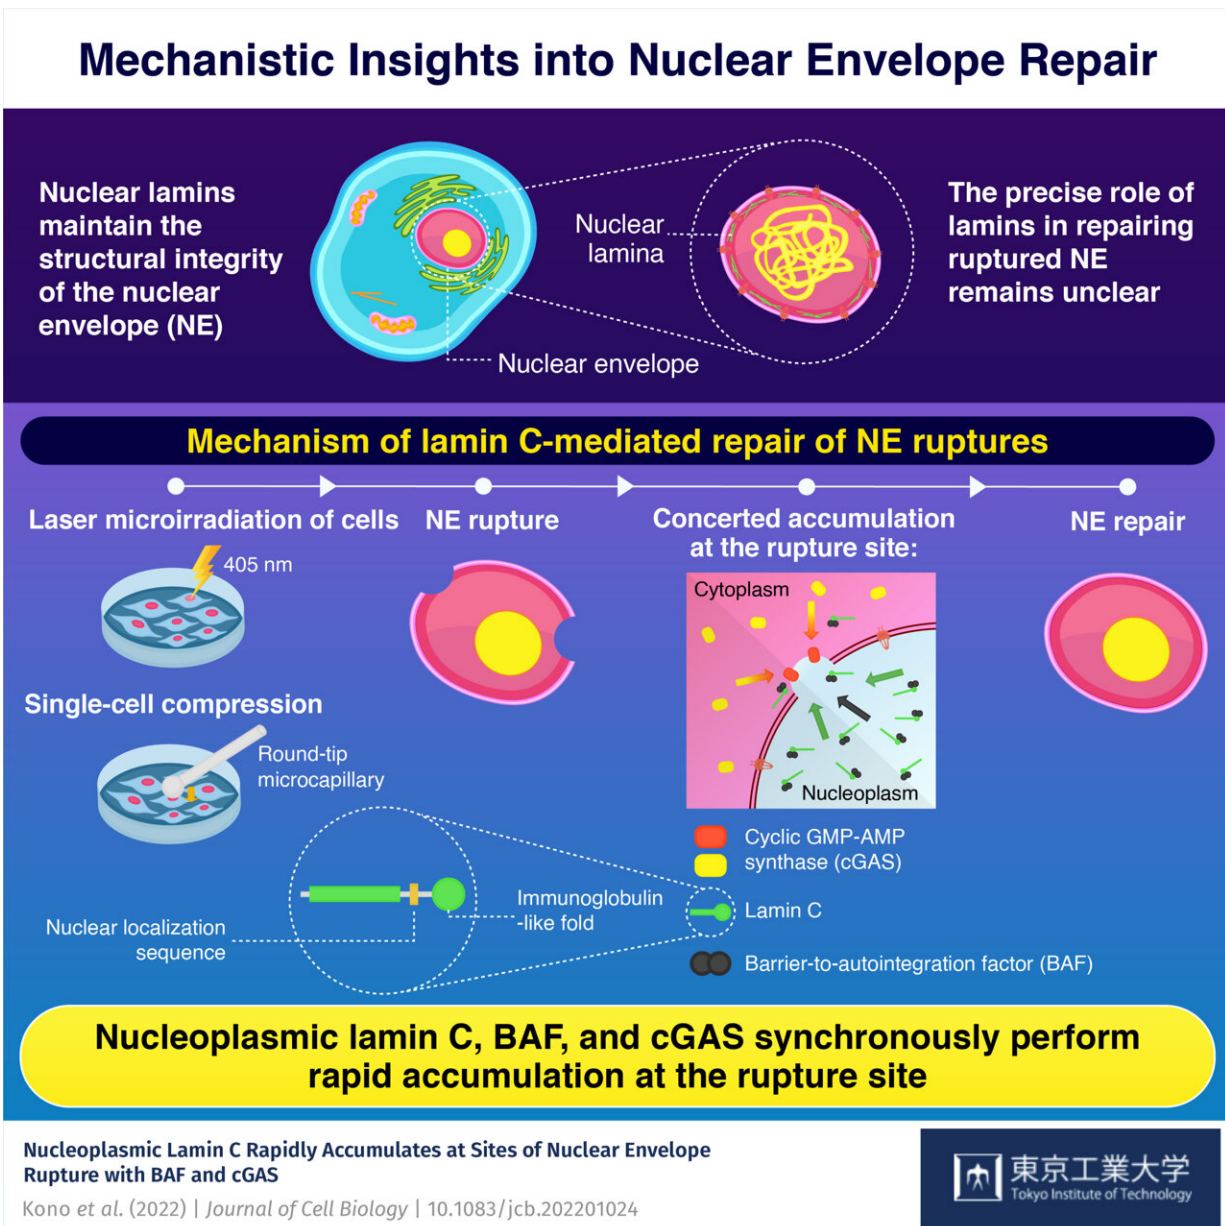 Mechanistic Insights into Nuclear Envelope Repair
Nuclear lamins
maintain the
structural integrity
of the nuclear
envelope (NE)
Nuclear
lamina
Nuclear envelope
The precise role of
lamins in repairing
ruptured NE
remains unclear
Mechanism of lamin C-mediated repair of NE ruptures
Laser microirradiation of cells
405 nm
Single-cell compression
Round-tip
microcapillary
NE rupture
Concerted accumulation
at the rupture site:
Cytoplasm
Nucleoplasm
NE repair
Cyclic GMP-AMP
synthase (cGAS)
Lamin C
Barrier-to-autointegration factor (BAF)
Nuclear localization
sequence
Immunoglobulin
-like fold
Nucleoplasmic lamin C, BAF, and cGAS synchronously perform
rapid accumulation at the rupture site
Nucleoplasmic Lamin C Rapidly Accumulates at Sites of Nuclear Envelope
Rupture with BAF and cGAS
Kono et al. (2022) | Journal of Cell Biology | 10.1083/jcb.202201024
東京工業大学
Tokyo Institute of Technology